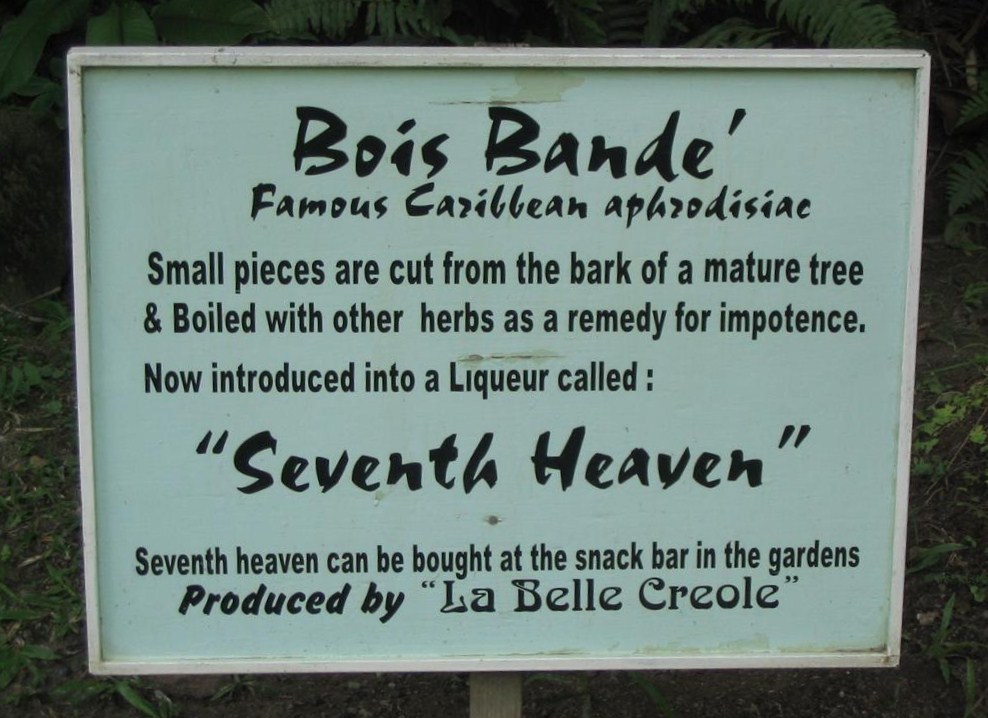 Bois Bande'
Famous Caribbean aphrodisiac
Small pieces are cut from the bark of a mature tree
& Boiled with other herbs as a remedy for impotence.
Now introduced into a Liqueur called :
"Seventh Heaven"
Seventh heaven can be bought at the snack bar in the gardens
Produced by "La Belle Creole"